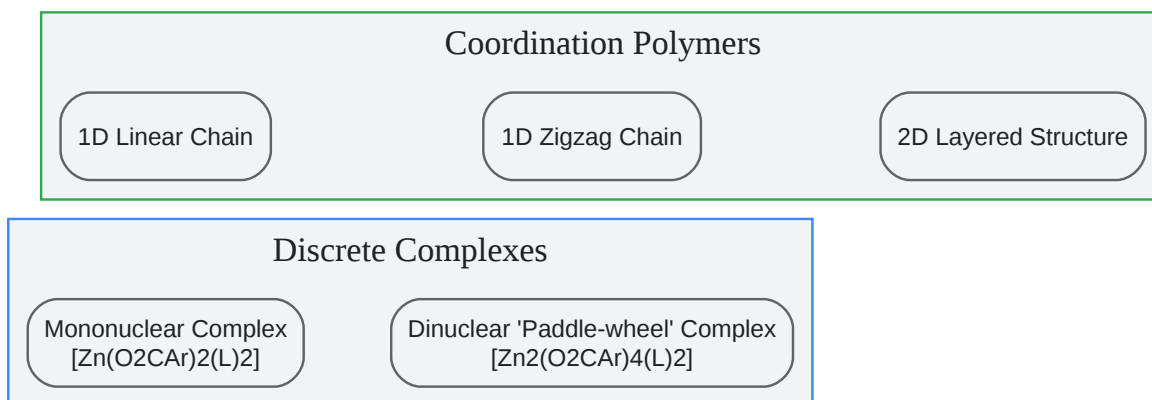 Coordination Polymers
1D Linear Chain
1D Zigzag Chain
2D Layered Structure
Discrete Complexes
Mononuclear Complex
[Zn(O2CAr)2(L)2]
Dinuclear 'Paddle-wheel' Complex
[Zn2(O2CAr)4(L)2]